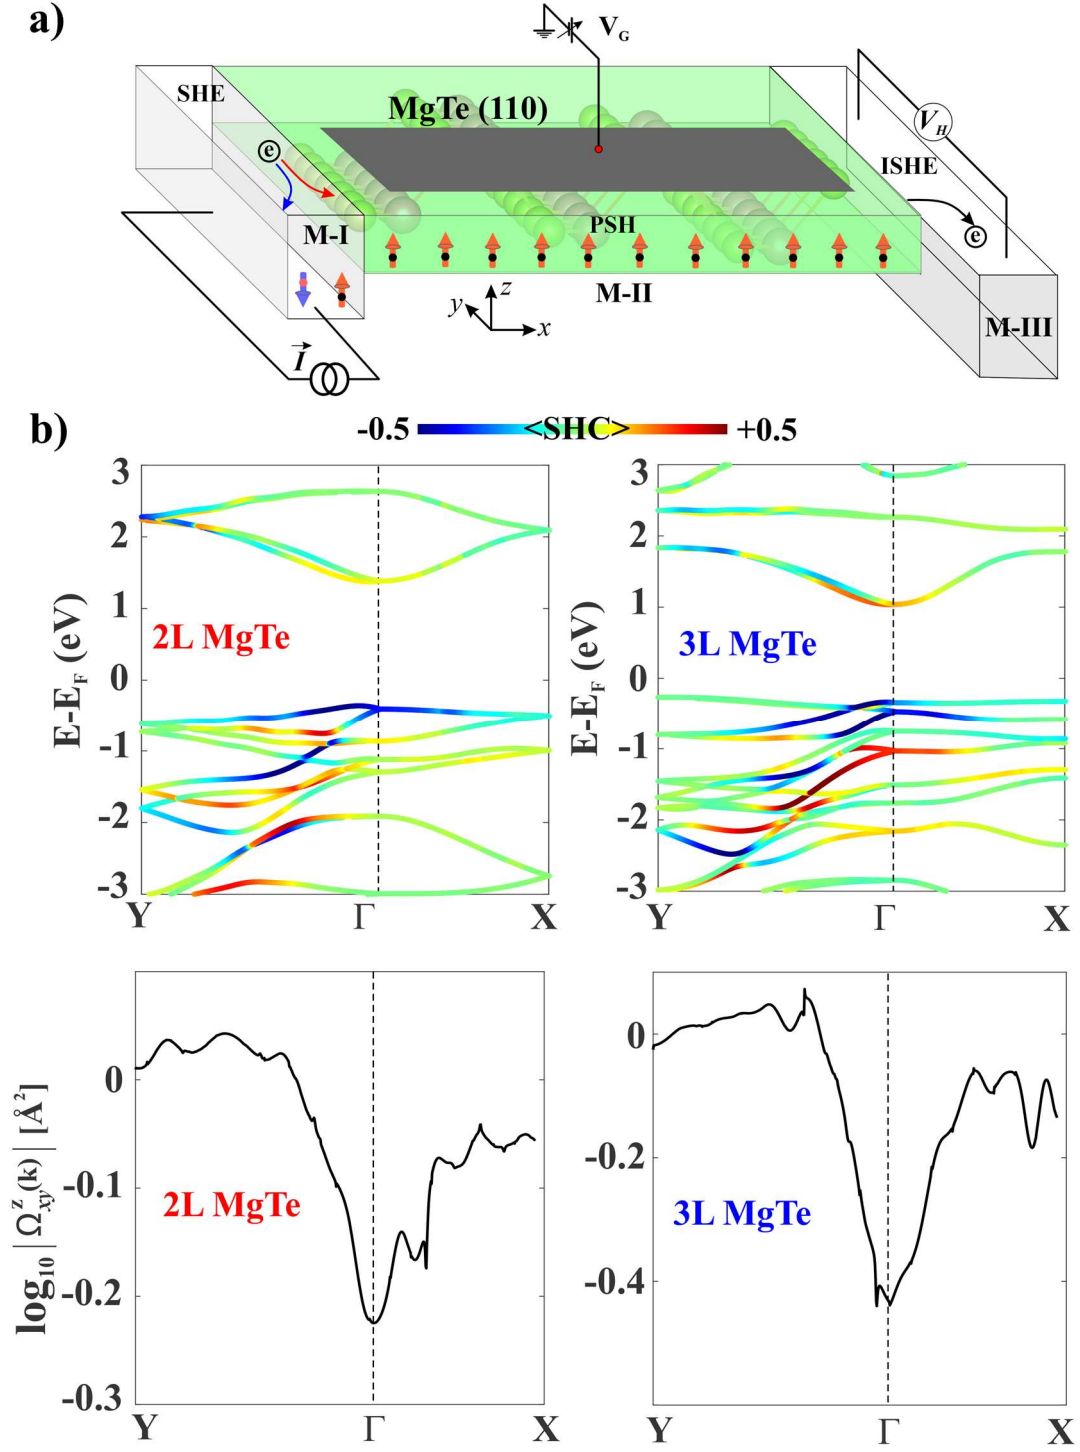 a)
V_G
SHE
MgTe (110)
V_H
e
ISHE
PSH
M-I
e
M-II
z
y
x
M-III
I⃗
b)
-0.5 <SHC> +0.5
E-E_F (eV)
3
2
1
0
-1
-2
-3
2L MgTe
Y Γ X
E-E_F (eV)
3
2
1
0
-1
-2
-3
3L MgTe
Y Γ X
log₁₀|Ω^z_xy(k)| [Å²]
0
-0.1
-0.2
-0.3
2L MgTe
Y Γ X
0
-0.2
-0.4
3L MgTe
Y Γ X